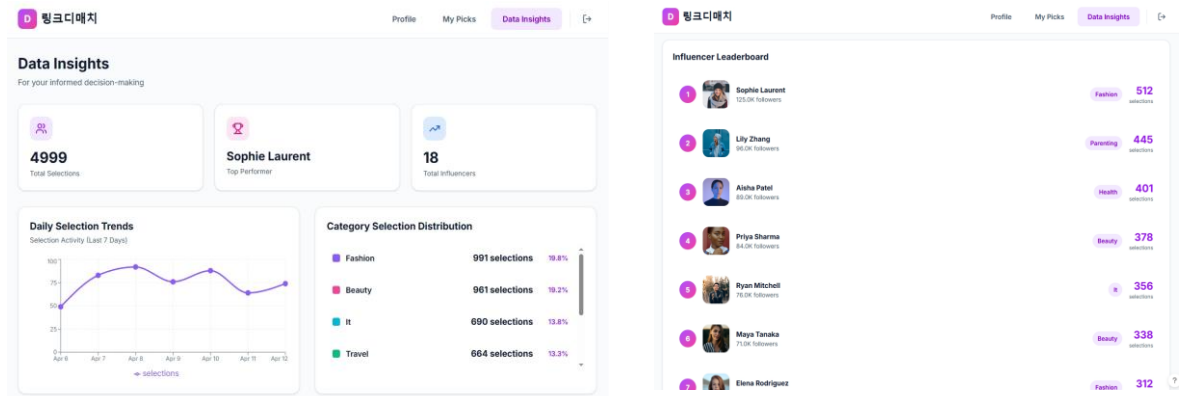 D 링크디매치
Profile My Picks Data Insights
Data Insights
For your informed decision-making
4999
Total Selections
Sophie Laurent
Top Performer
18
Total Influencers
Daily Selection Trends
Selection Activity (Last 7 Days)
100
75
50
25
0
Apr 6 Apr 7 Apr 8 Apr 9 Apr 10 Apr 11 Apr 12
selections
Category Selection Distribution
Fashion 991 selections 19.8%
Beauty 961 selections 19.2%
It 690 selections 13.8%
Travel 664 selections 13.3%
D 링크디매치
Profile My Picks Data Insights
Influencer Leaderboard
1 Sophie Laurent Fashion 512
125.0K followers selections
2 Lily Zhang Parenting 445
96.0K followers selections
3 Aisha Patel Health 401
89.0K followers selections
4 Priya Sharma Beauty 378
84.0K followers selections
5 Ryan Mitchell It 356
76.0K followers selections
6 Maya Tanaka Beauty 338
71.0K followers selections
7 Elena Rodriguez Fashion 312
?